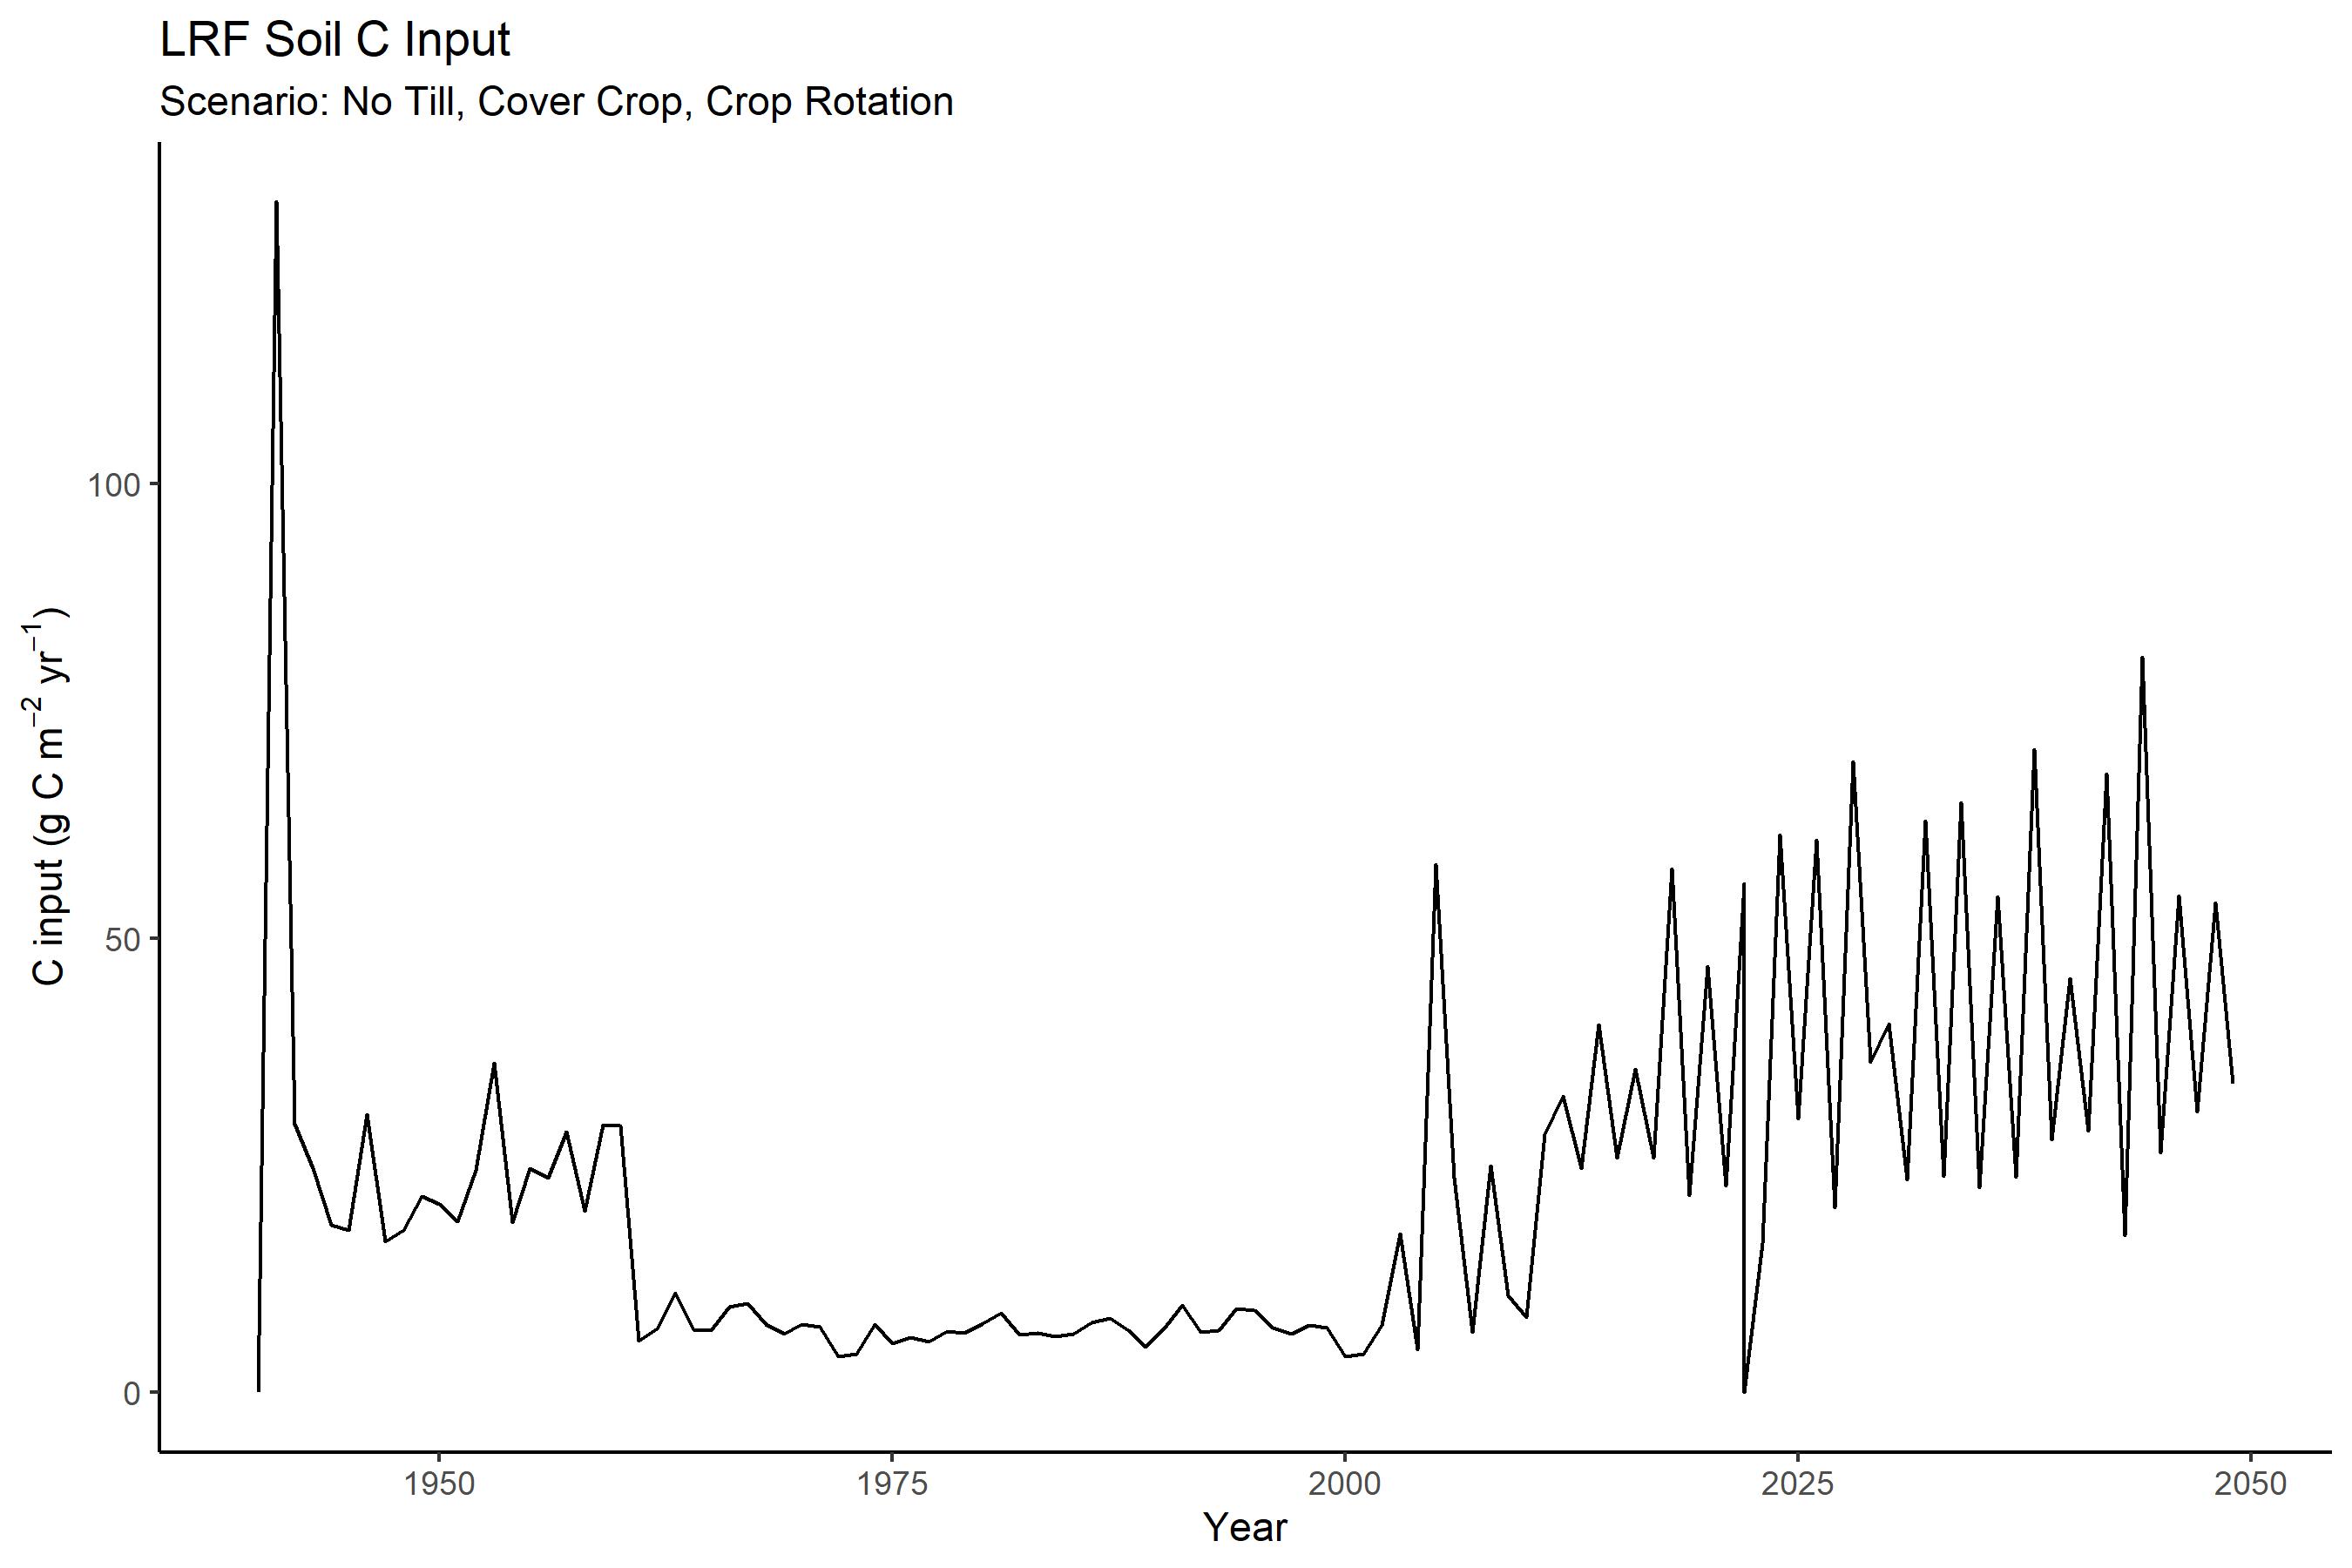 LRF Soil C Input
Scenario: No Till, Cover Crop, Crop Rotation
C input (g C m⁻² yr⁻¹)
100
50
0
1950 1975 2000 2025 2050
Year